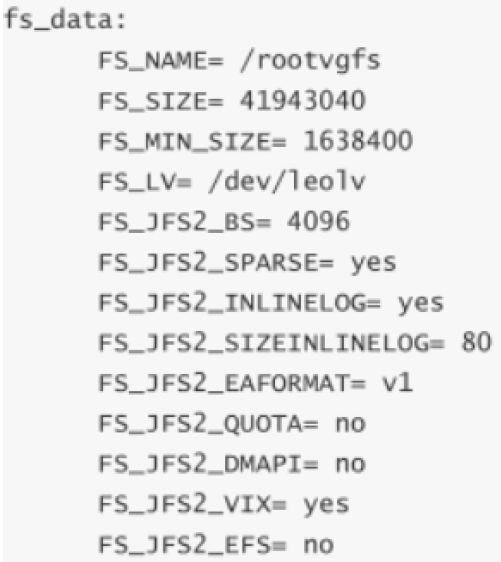 fs_data:
FS_NAME= /rootvgfs
FS_SIZE= 41943040
FS_MIN_SIZE= 1638400
FS_LV= /dev/leolv
FS_JFS2_BS= 4096
FS_JFS2_SPARSE= yes
FS_JFS2_INLINELOG= yes
FS_JFS2_SIZEINLINELOG= 80
FS_JFS2_EAFORMAT= v1
FS_JFS2_QUOTA= no
FS_JFS2_DMAPI= no
FS_JFS2_VIX= yes
FS_JFS2_EFS= no